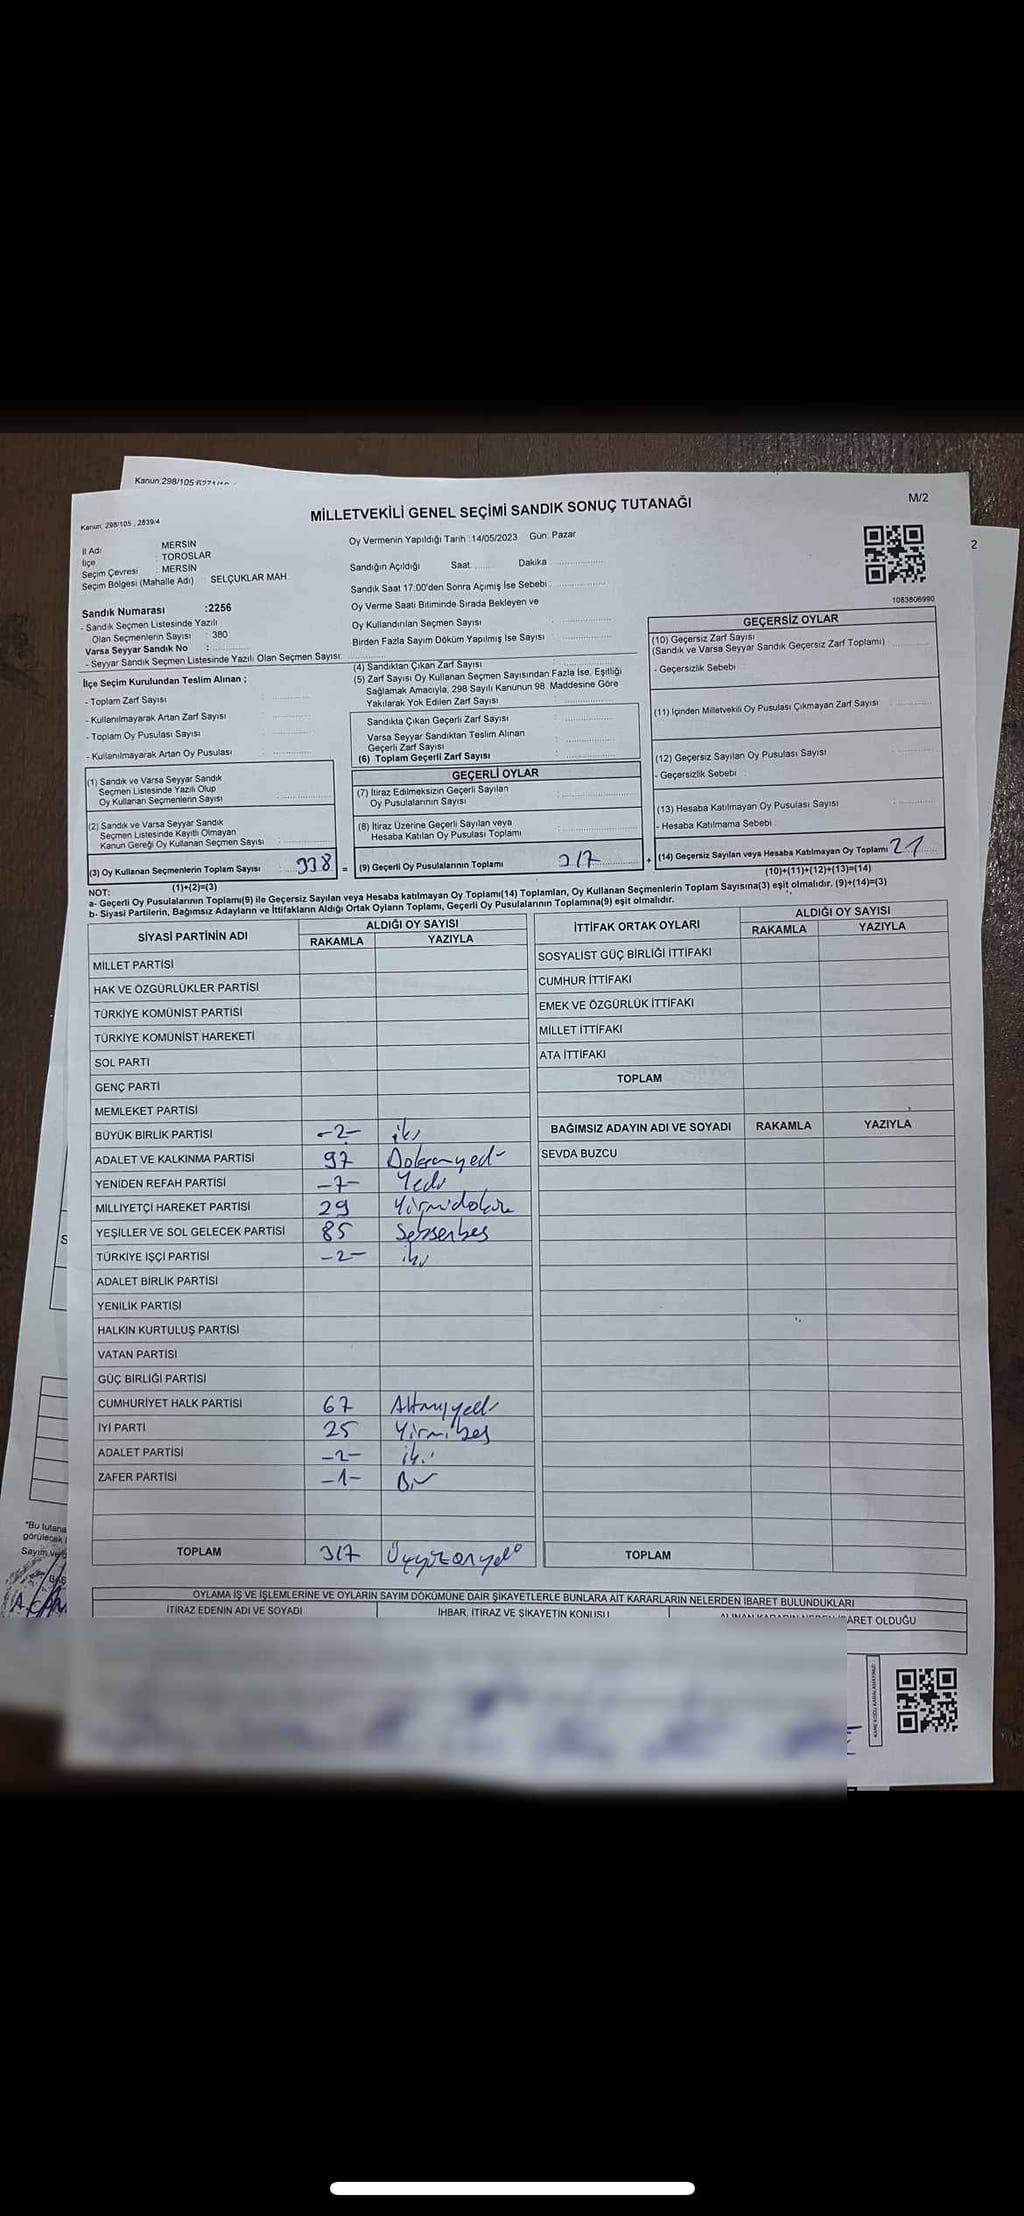 Kanun;298/105
Kanun; 298/105 , 2839/4
MİLLETVEKİLİ GENEL SEÇİMİ SANDIK SONUÇ TUTANAĞI
M/2
2
İl Adı : MERSİN
İlçe : TOROSLAR
Seçim Çevresi : MERSİN
Seçim Bölgesi (Mahalle Adı) : SELÇUKLAR MAH.
Oy Vermenin Yapıldığı Tarih :14/05/2023 Gün: Pazar
Sandığın Açıldığı Saat:........ Dakika :................
Sandık Saat 17:00'den Sonra Açımış İse Sebebi :................
Oy Verme Saati Bitiminde Sırada Bekleyen ve
Oy Kullandırılan Seçmen Sayısı :................
Birden Fazla Sayım Döküm Yapılmış İse Sayısı :................
1083806990
Sandık Numarası :2256
- Sandık Seçmen Listesinde Yazılı
Olan Seçmenlerin Sayısı : 380
Varsa Seyyar Sandık No :................
- Seyyar Sandık Seçmen Listesinde Yazılı Olan Seçmen Sayısı:................
İlçe Seçim Kurulundan Teslim Alınan ;
- Toplam Zarf Sayısı :................
- Kullanılmayarak Artan Zarf Sayısı :................
- Toplam Oy Pusulası Sayısı :................
- Kullanılmayarak Artan Oy Pusulası :................
(1) Sandık ve Varsa Seyyar Sandık
Seçmen Listesinde Yazılı Olup
Oy Kullanan Seçmenlerin Sayısı :................
(2) Sandık ve Varsa Seyyar Sandık
Seçmen Listesinde Kayıtlı Olmayan
Kanun Gereği Oy Kullanan Seçmen Sayısı :................
(3) Oy Kullanan Seçmenlerin Toplam Sayısı : 338 =
(4) Sandıktan Çıkan Zarf Sayısı :................
(5) Zarf Sayısı Oy Kullanan Seçmen Sayısından Fazla İse, Eşitliği
Sağlamak Amacıyla, 298 Sayılı Kanunun 98. Maddesine Göre
Yakılarak Yok Edilen Zarf Sayısı :................
Sandıkta Çıkan Geçerli Zarf Sayısı :................
Varsa Seyyar Sandıktan Teslim Alınan
Geçerli Zarf Sayısı :................
(6) Toplam Geçerli Zarf Sayısı :................
GEÇERLİ OYLAR
(7) İtiraz Edilmeksizin Geçerli Sayılan
Oy Pusulalarının Sayısı :................
(8) İtiraz Üzerine Geçerli Sayılan veya
Hesaba Katılan Oy Pusulası Toplamı :................
(9) Geçerli Oy Pusulalarının Toplamı : 317 +
GEÇERSİZ OYLAR
(10) Geçersiz Zarf Sayısı
(Sandık ve Varsa Seyyar Sandık Geçersiz Zarf Toplamı) :................
- Geçersizlik Sebebi :
(11) İçinden Milletvekili Oy Pusulası Çıkmayan Zarf Sayısı :................
(12) Geçersiz Sayılan Oy Pusulası Sayısı :................
- Geçersizlik Sebebi :
(13) Hesaba Katılmayan Oy Pusulası Sayısı :................
- Hesaba Katılmama Sebebi :
(14) Geçersiz Sayılan veya Hesaba Katılmayan Oy Toplamı 21
NOT: (1)+(2)=(3)
(10)+(11)+(12)+(13)=(14)
a- Geçerli Oy Pusulalarının Toplamı(9) ile Geçersiz Sayılan veya Hesaba katılmayan Oy Toplamı(14) Toplamları, Oy Kullanan Seçmenlerin Toplam Sayısına(3) eşit olmalıdır. (9)+(14)=(3)
b- Siyasi Partilerin, Bağımsız Adayların ve İttifakların Aldığı Ortak Oyların Toplamı, Geçerli Oy Pusulalarının Toplamına(9) eşit olmalıdır.
SİYASİ PARTİNİN ADI
ALDIĞI OY SAYISI
RAKAMLA YAZIYLA
MİLLET PARTİSİ
HAK VE ÖZGÜRLÜKLER PARTİSİ
TÜRKİYE KOMÜNİST PARTİSİ
TÜRKİYE KOMÜNİST HAREKETİ
SOL PARTİ
GENÇ PARTİ
MEMLEKET PARTİSİ
BÜYÜK BİRLİK PARTİSİ -2- iki
ADALET VE KALKINMA PARTİSİ 97 Doksanyedi
YENİDEN REFAH PARTİSİ -7- Yedi
MİLLİYETÇİ HAREKET PARTİSİ 29 Yirmidokuz
YEŞİLLER VE SOL GELECEK PARTİSİ 85 Seksenbeş
TÜRKİYE İŞÇİ PARTİSİ -2- iki
ADALET BİRLİK PARTİSİ
YENİLİK PARTİSİ
HALKIN KURTULUŞ PARTİSİ
VATAN PARTİSİ
GÜÇ BİRLİĞİ PARTİSİ
CUMHURİYET HALK PARTİSİ 67 Altmışyedi
İYİ PARTİ 25 Yirmibeş
ADALET PARTİSİ -2- iki
ZAFER PARTİSİ -1- Bir
TOPLAM 317 Üçyüzonyedi
İTTİFAK ORTAK OYLARI
ALDIĞI OY SAYISI
RAKAMLA YAZIYLA
SOSYALİST GÜÇ BİRLİĞİ İTTİFAKI
CUMHUR İTTİFAKI
EMEK VE ÖZGÜRLÜK İTTİFAKI
MİLLET İTTİFAKI
ATA İTTİFAKI
TOPLAM
BAĞIMSIZ ADAYIN ADI VE SOYADI RAKAMLA YAZIYLA
SEVDA BUZCU
TOPLAM
*Bu tutana
görülecek
Sayım ve
OYLAMA İŞ VE İŞLEMLERİNE VE OYLARIN SAYIM DÖKÜMÜNE DAİR ŞİKAYETLERLE BUNLARA AİT KARARLARIN NELERDEN İBARET BULUNDUKLARI
İTİRAZ EDENİN ADI VE SOYADI
İHBAR, İTİRAZ VE ŞİKAYETİN KONUSU
ALINAN KARARIN NEDEN İBARET OLDUĞU